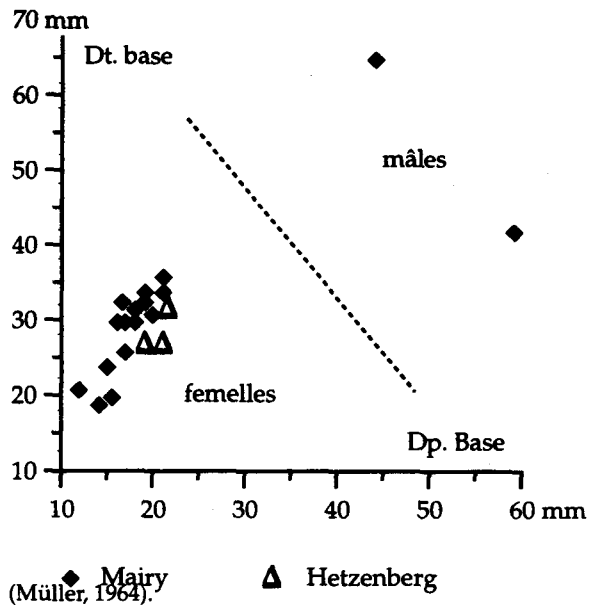 70 mm
Dt. base
60
mâles
50
40
30
femelles
20
Dp. Base
10
10 20 30 40 50 60 mm
Mairy Hetzenberg
(Müller, 1964).